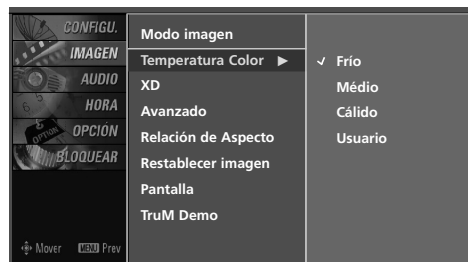 CONFIGU.
IMAGEN
AUDIO
HORA
OPCIÓN
BLOQUEAR
Mover MENU Prev
Modo imagen
Temperatura Color ▶
XD
Avanzado
Relación de Aspecto
Restablecer imagen
Pantalla
TruM Demo
✓ Frío
Médio
Cálido
Usuario